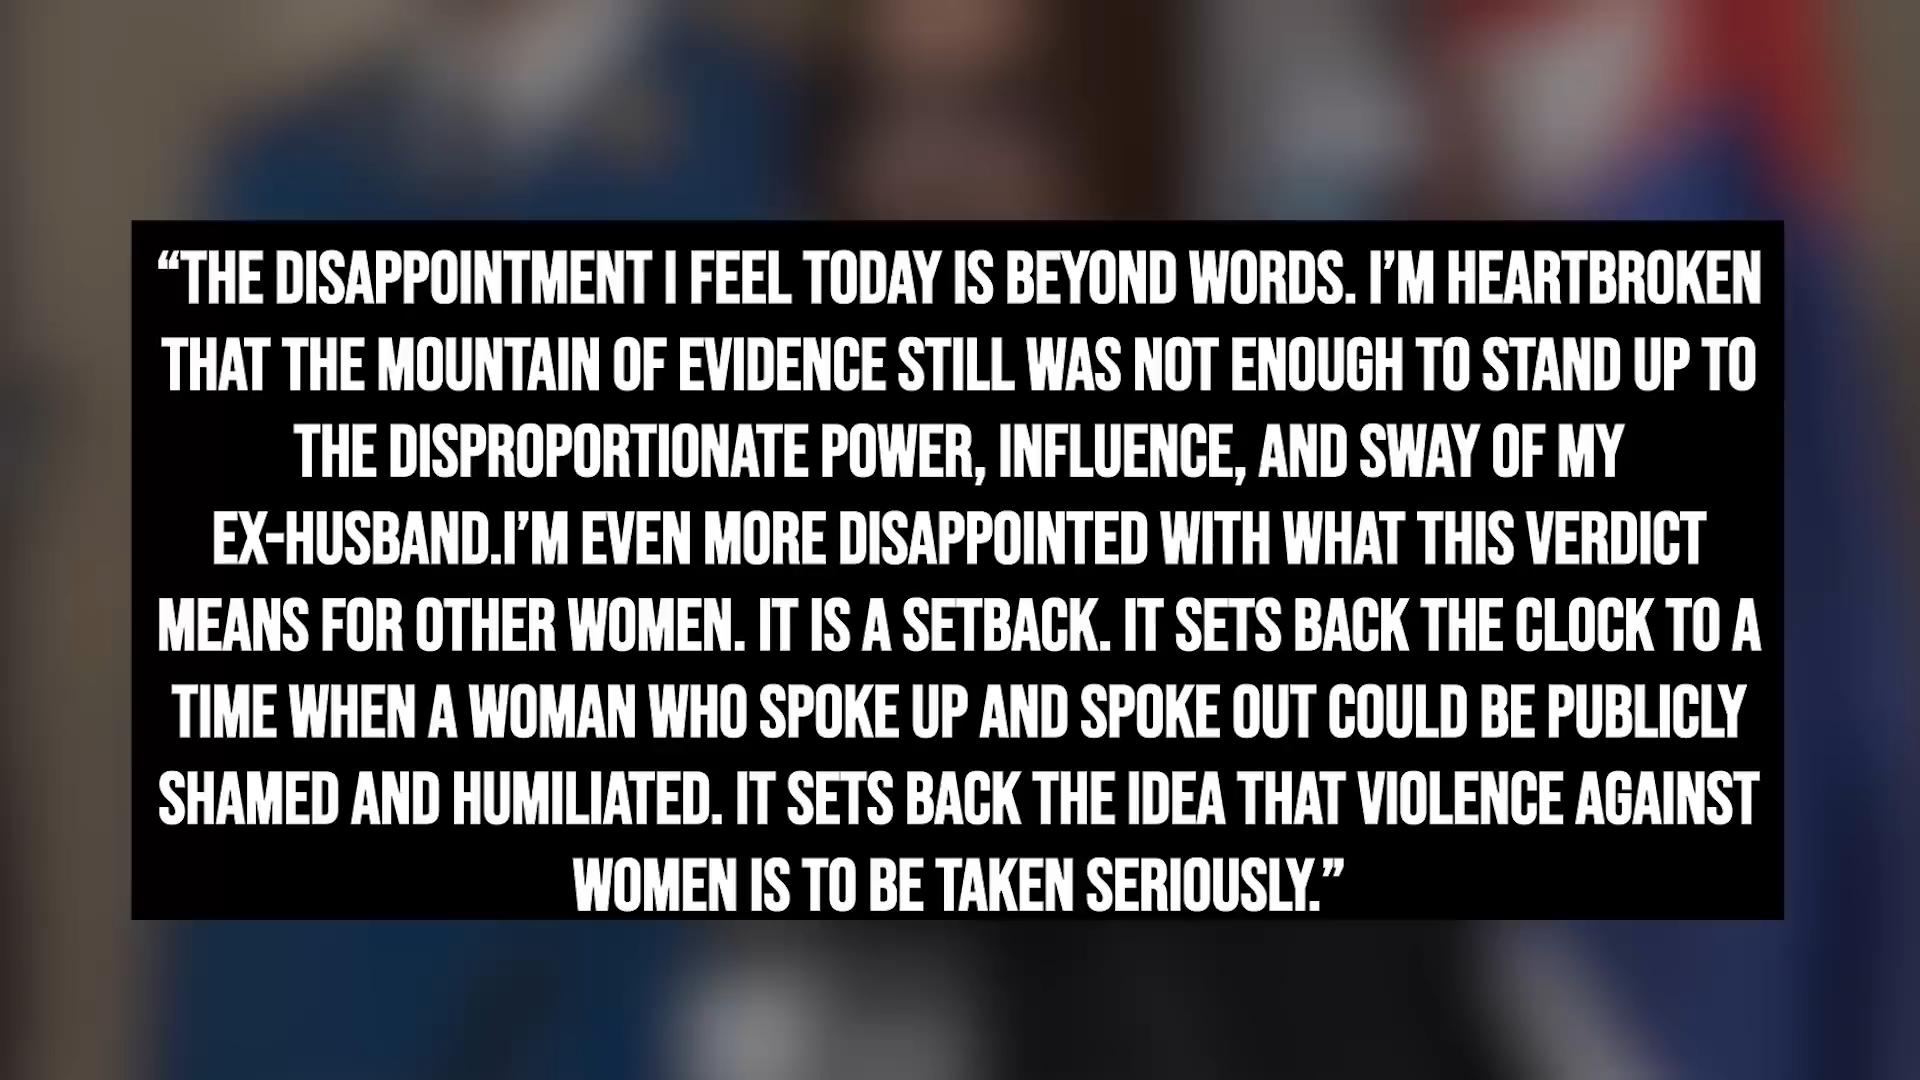 “THE DISAPPOINTMENT I FEEL TODAY IS BEYOND WORDS. I’M HEARTBROKEN
THAT THE MOUNTAIN OF EVIDENCE STILL WAS NOT ENOUGH TO STAND UP TO
THE DISPROPORTIONATE POWER, INFLUENCE, AND SWAY OF MY
EX-HUSBAND.I’M EVEN MORE DISAPPOINTED WITH WHAT THIS VERDICT
MEANS FOR OTHER WOMEN. IT IS A SETBACK. IT SETS BACK THE CLOCK TO A
TIME WHEN A WOMAN WHO SPOKE UP AND SPOKE OUT COULD BE PUBLICLY
SHAMED AND HUMILIATED. IT SETS BACK THE IDEA THAT VIOLENCE AGAINST
WOMEN IS TO BE TAKEN SERIOUSLY.”